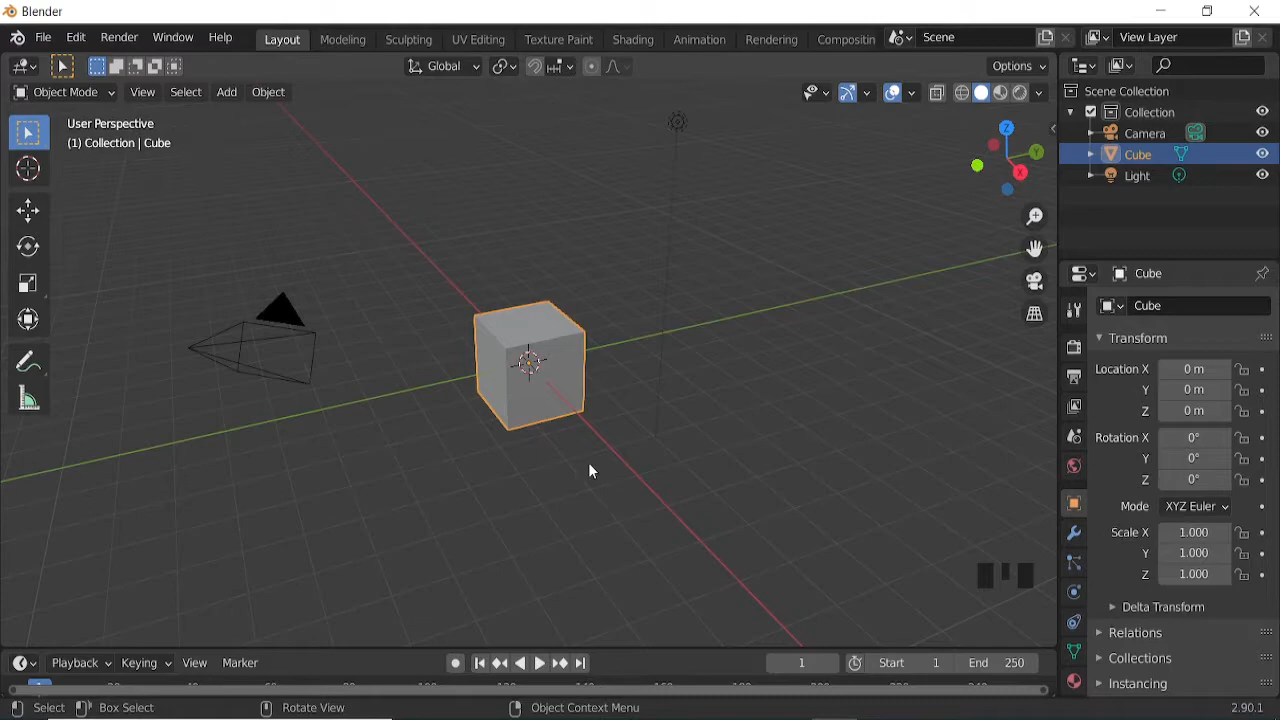 Blender
File Edit Render Window Help Layout Modeling Sculpting UV Editing Texture Paint Shading Animation Rendering Compositin Scene View Layer
Global Options
Object Mode View Select Add Object
Scene Collection
Collection
Camera
Cube
Light
User Perspective
(1) Collection | Cube
Z
Y
X
Cube
Cube
Transform
Location X 0 m
Y 0 m
Z 0 m
Rotation X 0°
Y 0°
Z 0°
Mode XYZ Euler
Scale X 1.000
Y 1.000
Z 1.000
Delta Transform
Relations
Collections
Instancing
Playback Keying View Marker 1 Start 1 End 250
Select Box Select Rotate View Object Context Menu 2.90.1